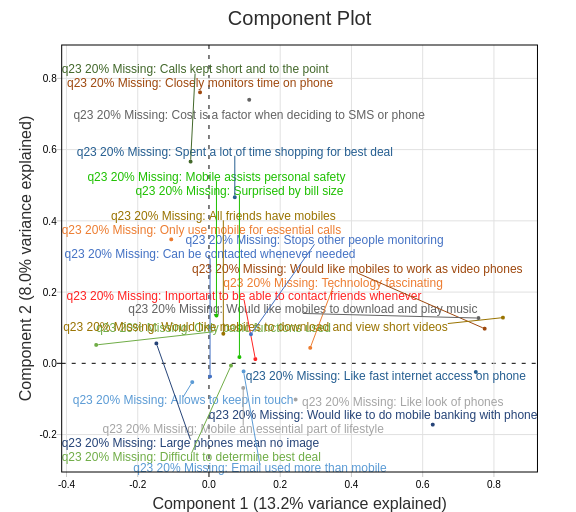 Component Plot
q23 20% Missing: Calls kept short and to the point
q23 20% Missing: Closely monitors time on phone
q23 20% Missing: Cost is a factor when deciding to SMS or phone
q23 20% Missing: Spent a lot of time shopping for best deal
q23 20% Missing: Mobile assists personal safety
q23 20% Missing: Surprised by bill size
q23 20% Missing: All friends have mobiles
q23 20% Missing: Only use mobile for essential calls
q23 20% Missing: Stops other people monitoring
q23 20% Missing: Can be contacted whenever needed
q23 20% Missing: Would like mobiles to work as video phones
q23 20% Missing: Technology fascinating
q23 20% Missing: Important to be able to contact friends whenever
q23 20% Missing: Would like mobiles to download and play music
q23 20% Missing: Would like mobiles to download and view short videos
q23 20% Missing: Only
q23 20% Missing: Like fast internet access on phone
q23 20% Missing: Allows to keep in touch
q23 20% Missing: Like look of phones
q23 20% Missing: Would like to do mobile banking with phone
q23 20% Missing: Mobile an essential part of lifestyle
q23 20% Missing: Large phones mean no image
q23 20% Missing: Difficult to determine best deal
q23 20% Missing: Email used more than mobile
0.8
0.6
0.4
0.2
0.0
-0.2
-0.4
-0.2
0.0
0.2
0.4
0.6
0.8
Component 2 (8.0% variance explained)
Component 1 (13.2% variance explained)